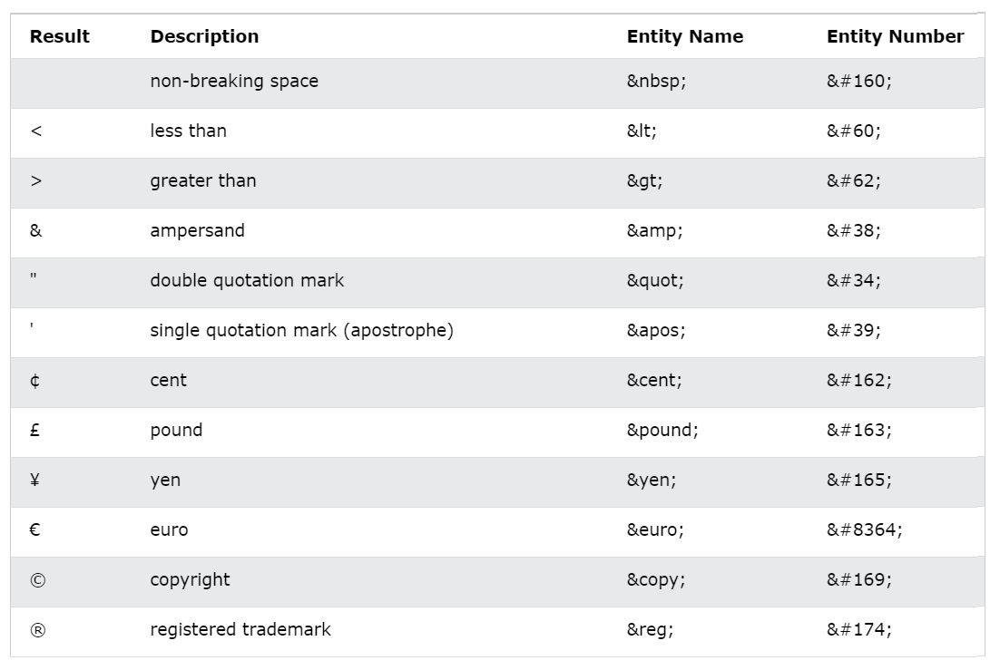 Result Description Entity Name Entity Number
non-breaking space &nbsp; &#160;
< less than &lt; &#60;
> greater than &gt; &#62;
& ampersand &amp; &#38;
" double quotation mark &quot; &#34;
' single quotation mark (apostrophe) &apos; &#39;
¢ cent &cent; &#162;
£ pound &pound; &#163;
¥ yen &yen; &#165;
€ euro &euro; &#8364;
© copyright &copy; &#169;
® registered trademark &reg; &#174;